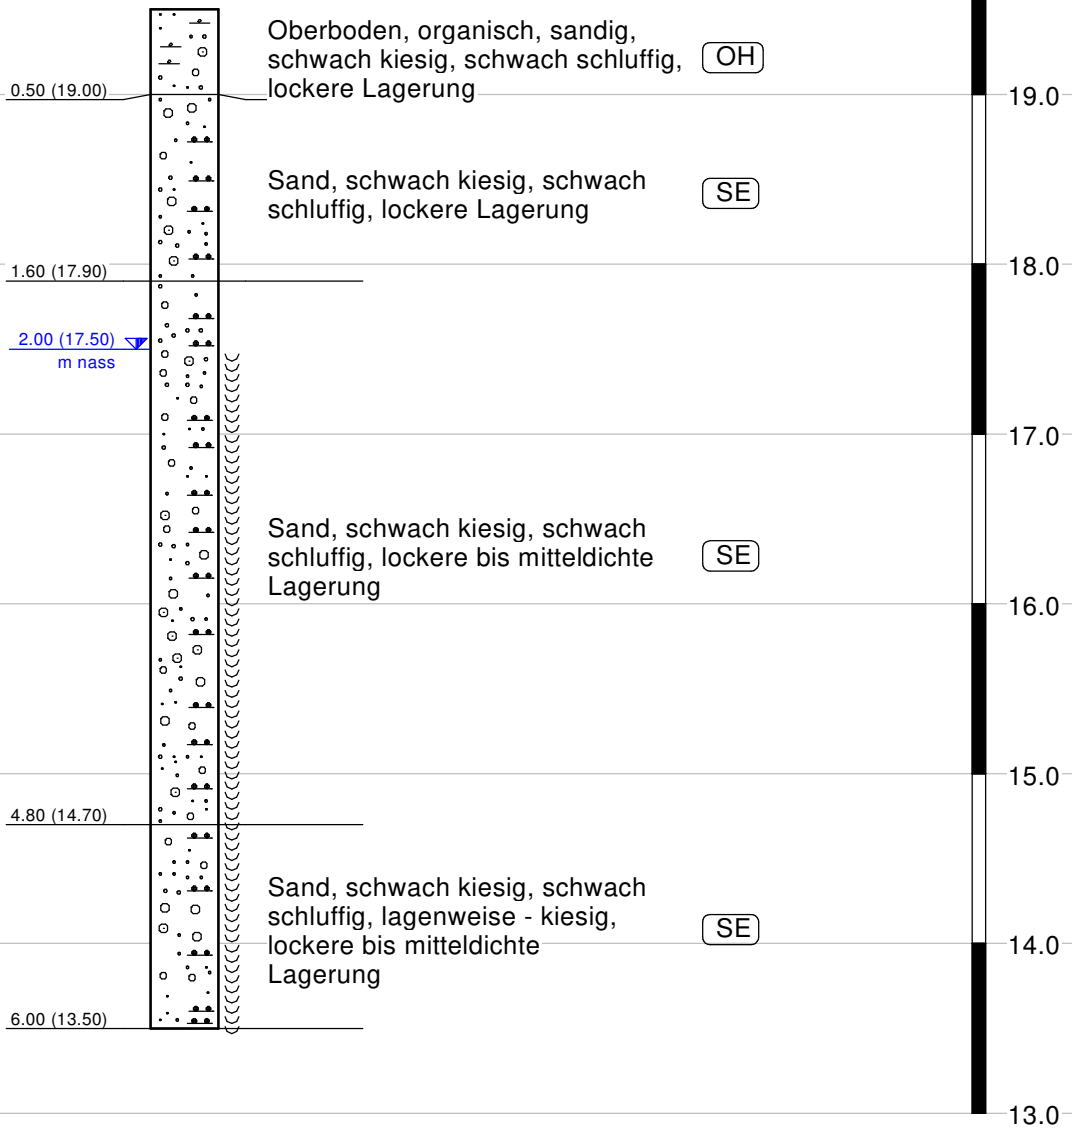 Oberboden, organisch, sandig,
schwach kiesig, schwach schluffig,
lockere Lagerung
OH
0.50 (19.00)
19.0
Sand, schwach kiesig, schwach
schluffig, lockere Lagerung
SE
18.0
1.60 (17.90)
2.00 (17.50)
m nass
17.0
Sand, schwach kiesig, schwach
schluffig, lockere bis mitteldichte
Lagerung
SE
16.0
15.0
4.80 (14.70)
Sand, schwach kiesig, schwach
schluffig, lagenweise - kiesig,
lockere bis mitteldichte
Lagerung
SE
14.0
6.00 (13.50)
13.0